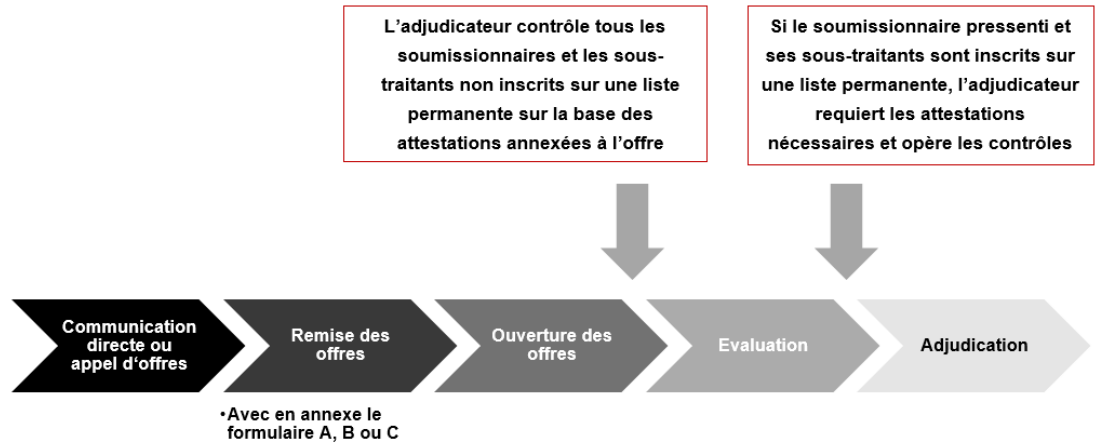 L’adjudicateur contrôle tous les
soumissionnaires et les sous-
traitants non inscrits sur une liste
permanente sur la base des
attestations annexées à l’offre
Si le soumissionnaire pressenti et
ses sous-traitants sont inscrits sur
une liste permanente, l’adjudicateur
requiert les attestations
nécessaires et opère les contrôles
Communication
directe ou
appel d‘offres
Remise des
offres
Ouverture des
offres
Evaluation
Adjudication
•Avec en annexe le
formulaire A, B ou C